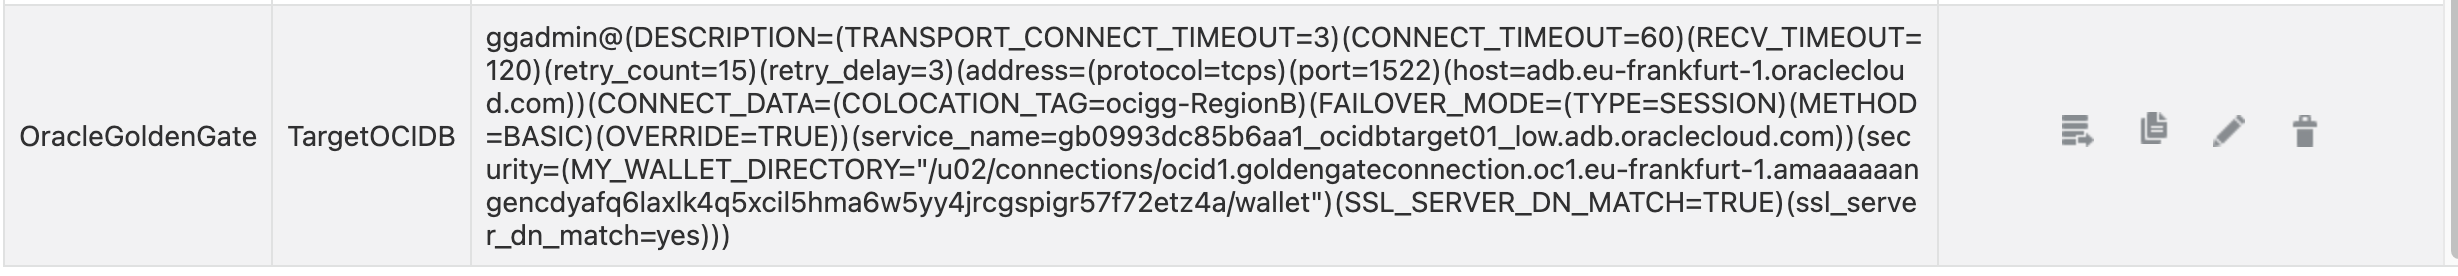 ggadmin@(DESCRIPTION=(TRANSPORT_CONNECT_TIMEOUT=3)(CONNECT_TIMEOUT=60)(RECV_TIMEOUT=
120)(retry_count=15)(retry_delay=3)(address=(protocol=tcps)(port=1522)(host=adb.eu-frankfurt-1.oracleclou
d.com))(CONNECT_DATA=(COLOCATION_TAG=ocigg-RegionB)(FAILOVER_MODE=(TYPE=SESSION)(METHOD
OracleGoldenGate TargetOCIDB =BASIC)(OVERRIDE=TRUE))(service_name=gb0993dc85b6aa1_ocidbtarget01_low.adb.oraclecloud.com))(sec
urity=(MY_WALLET_DIRECTORY="/u02/connections/ocid1.goldengateconnection.oc1.eu-frankfurt-1.amaaaaaan
gencdyafq6laxlk4q5xcil5hma6w5yy4jrcgspigr57f72etz4a/wallet")(SSL_SERVER_DN_MATCH=TRUE)(ssl_serve
r_dn_match=yes)))